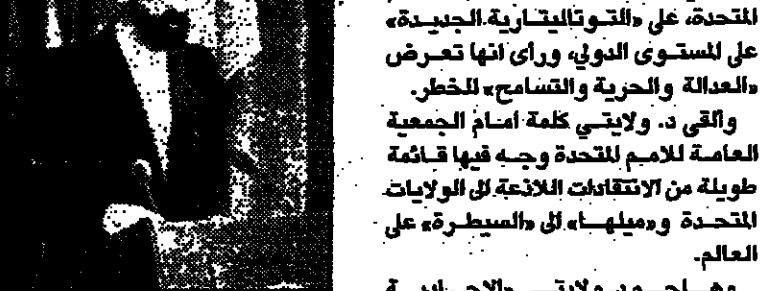 المتحدة، على «التوتاليتارية الجديدة»
على المستوى الدولي، ورأى انها تعرض
«العدالة والحرية والتسامح» للخطر.
وألقى د. ولايتي كلمة امام الجمعية
العامة للامم المتحدة وجه فيها قائمة
طويلة من الانتقادات اللاذعة الى الولايات
المتحدة و«ميلها» الى «السيطرة» على
العالم.